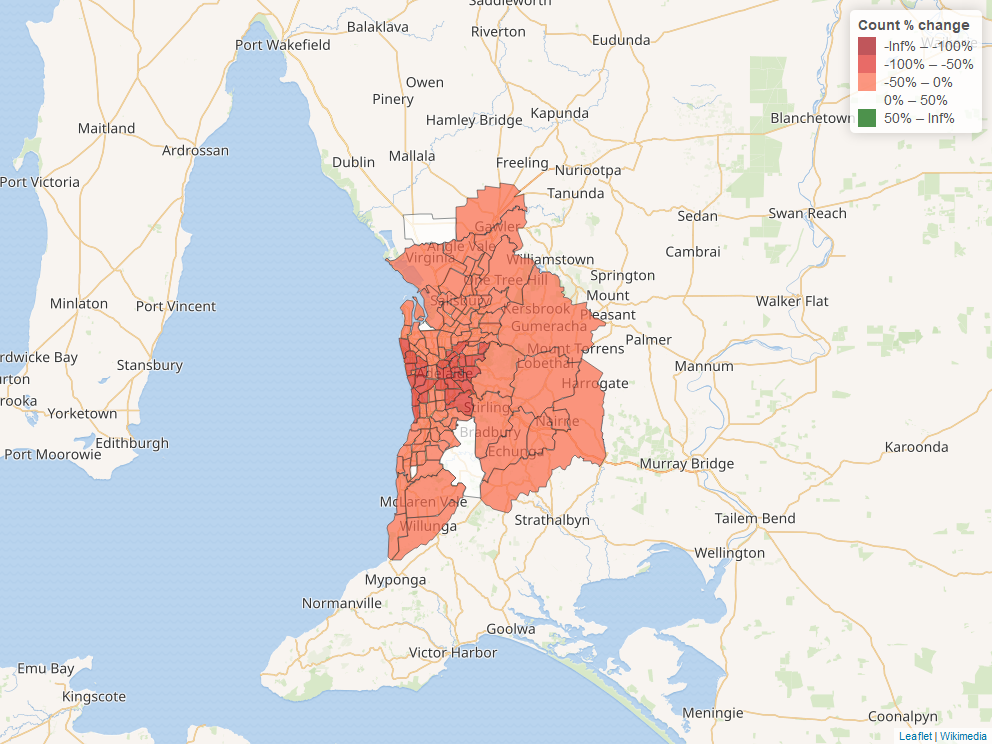 Saddleworth
Balaklava
Riverton
Port Wakefield
Eudunda
Count % change
-Inf% – -100%
-100% – -50%
-50% – 0%
0% – 50%
50% – Inf%
Owen
Pinery
Kapunda
Hamley Bridge
Blanchetown
Maitland
Ardrossan
Dublin
Mallala
Freeling
Nuriootpa
Port Victoria
Tanunda
Sedan
Swan Reach
Gawler
Angle Vale
Virginia
Williamstown
Cambrai
One Tree Hill
Springton
Minlaton
Port Vincent
Salisbury
Kersbrook
Mount
Pleasant
Walker Flat
Gumeracha
Palmer
Mount Torrens
rdwicke Bay
Stansbury
Adelaide
Lobethal
Mannum
urton
Harrogate
rooka
Yorketown
Stirling
Nairne
Edithburgh
Bradbury
Port Moorowie
Echunga
Murray Bridge
Karoonda
McLaren Vale
Willunga
Strathalbyn
Tailem Bend
Wellington
Myponga
Normanville
Goolwa
Victor Harbor
Emu Bay
Kingscote
Meningie
Coonalpyn
Leaflet | Wikimedia